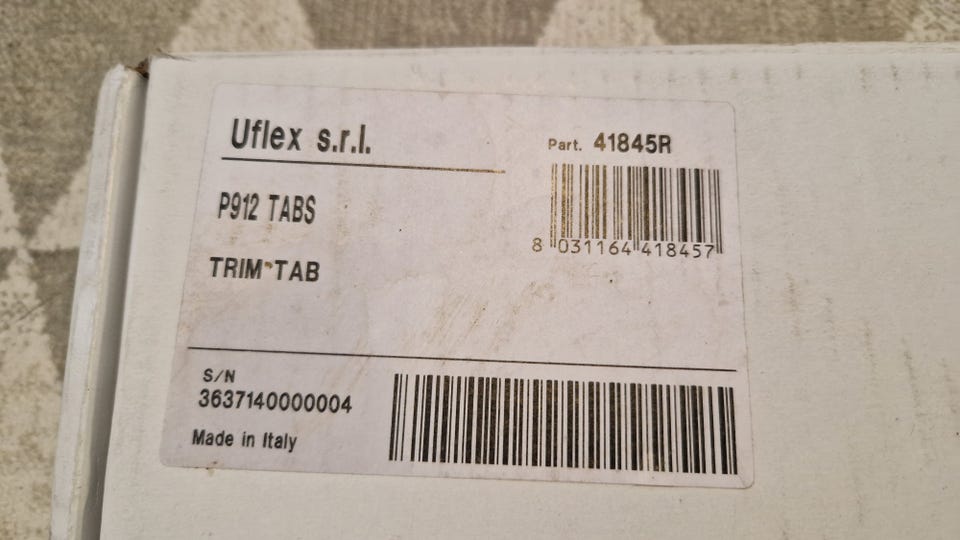 Uflex s.r.l.
Part. 41845R
P912 TABS
8 031164 418457
TRIM TAB
S/N
3637140000004
Made in Italy